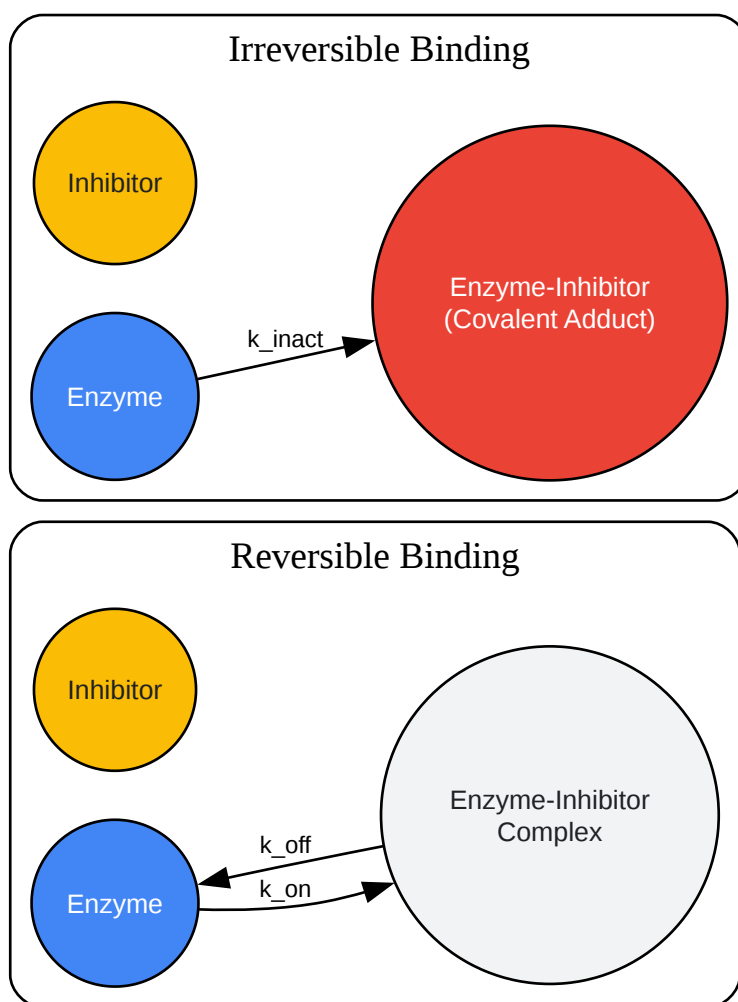 Irreversible Binding
Inhibitor
Enzyme-Inhibitor
(Covalent Adduct)
k_inact
Enzyme
Reversible Binding
Inhibitor
Enzyme-Inhibitor
Complex
k_off
k_on
Enzyme